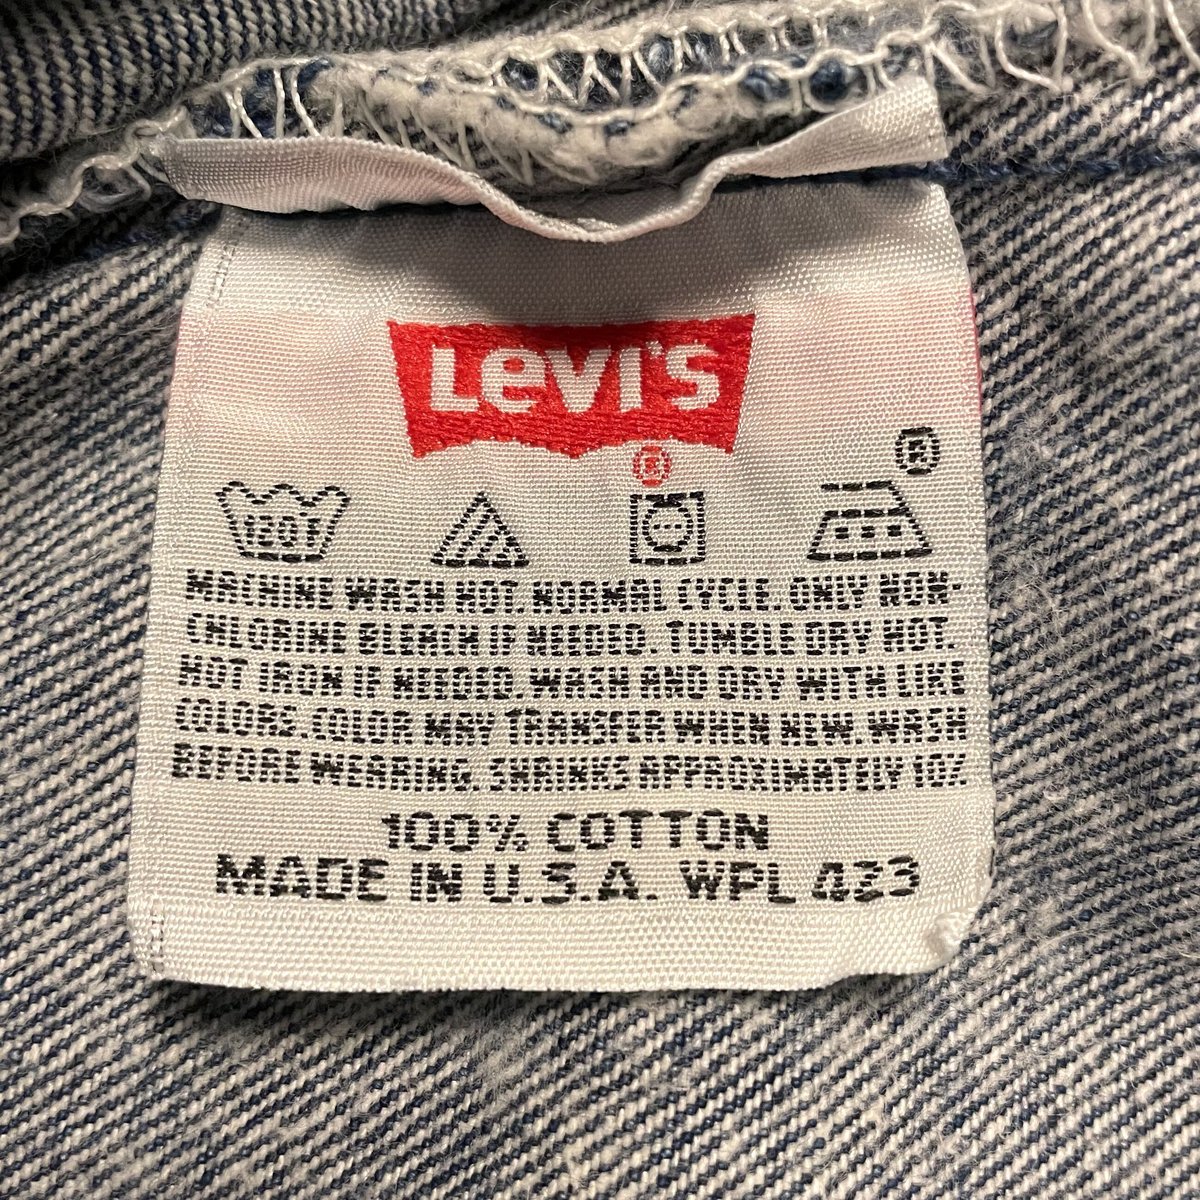 Levi's
®
®
120F
MACHINE WASH HOT. NORMAL CYCLE. ONLY NON-
CHLORINE BLEACH IF NEEDED. TUMBLE DRY HOT.
HOT IRON IF NEEDED. WASH AND DRY WITH LIKE
COLORS. COLOR MAY TRANSFER WHEN NEW. WASH
BEFORE WEARING. SHRINKS APPROXIMATELY 10%
100% COTTON
MADE IN U.S.A. WPL 423